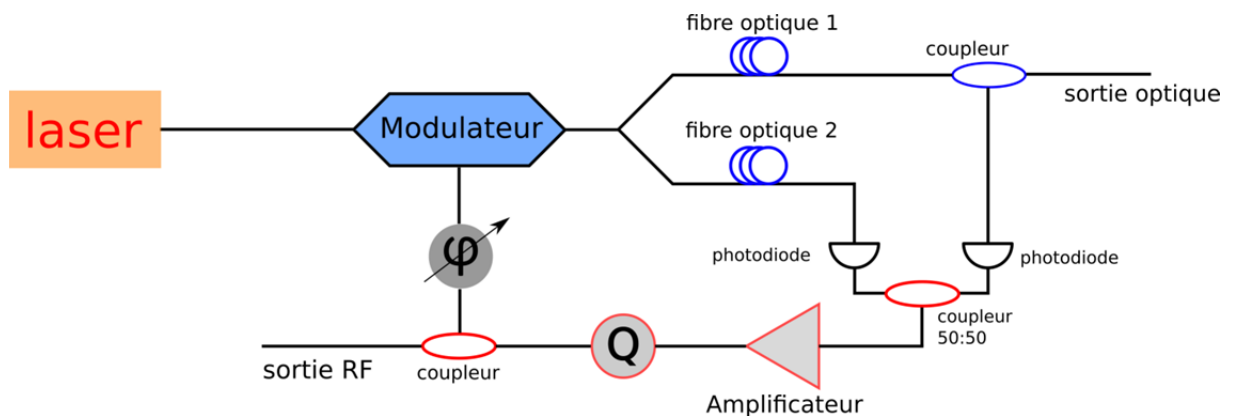 fibre optique 1
coupleur
sortie optique
laser
Modulateur
fibre optique 2
φ
photodiode
photodiode
coupleur
50:50
Q
sortie RF
coupleur
Amplificateur